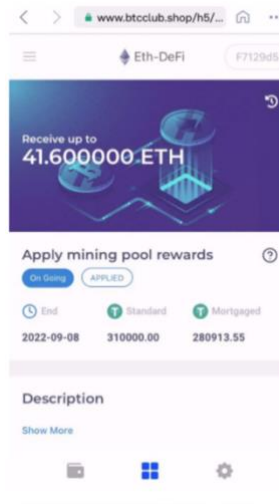 www.btcclub.shop/h5/...
Eth-DeFi
F7129d5
Receive up to
41.600000 ETH
Apply mining pool rewards
On Going
APPLIED
End
Standard
Mortgaged
2022-09-08
310000.00
280913.55
Description
Show More